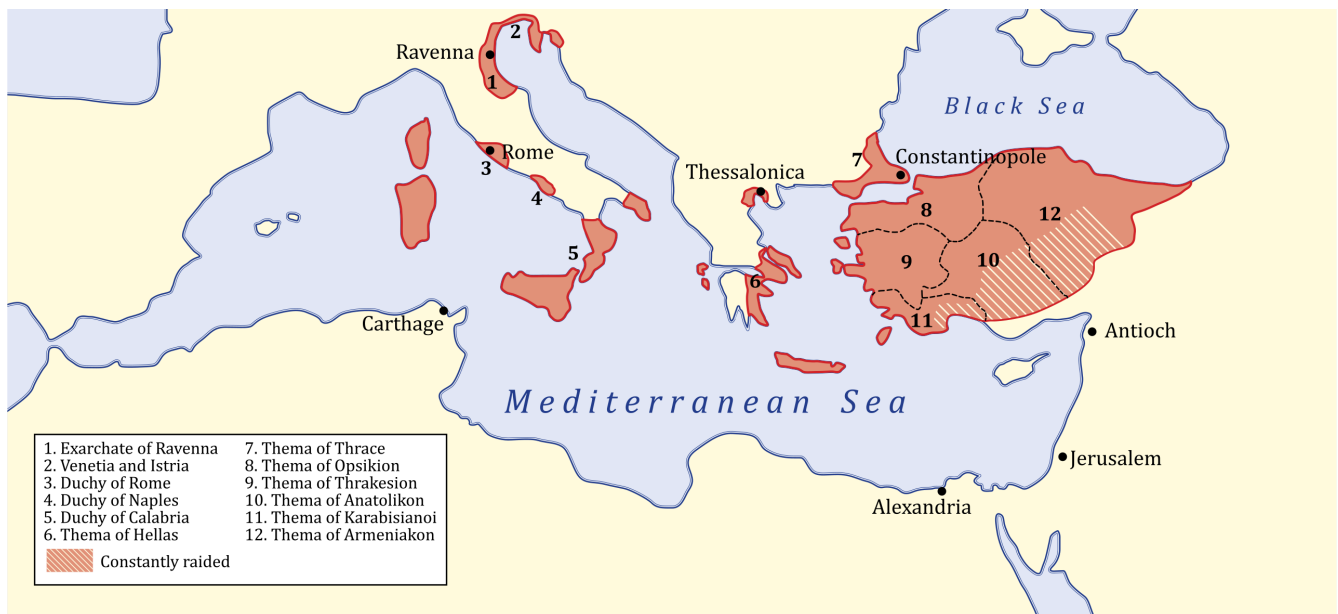 2
Ravenna
1
Black Sea
Rome
3
7
Constantinopole
Thessalonica
4
8
12
5
9
10
6
Carthage
11
Antioch
Mediterranean Sea
1. Exarchate of Ravenna
2. Venetia and Istria
3. Duchy of Rome
4. Duchy of Naples
5. Duchy of Calabria
6. Thema of Hellas
7. Thema of Thrace
8. Thema of Opsikion
9. Thema of Thrakesion
10. Thema of Anatolikon
11. Thema of Karabisianoi
12. Thema of Armeniakon
Constantly raided
Jerusalem
Alexandria